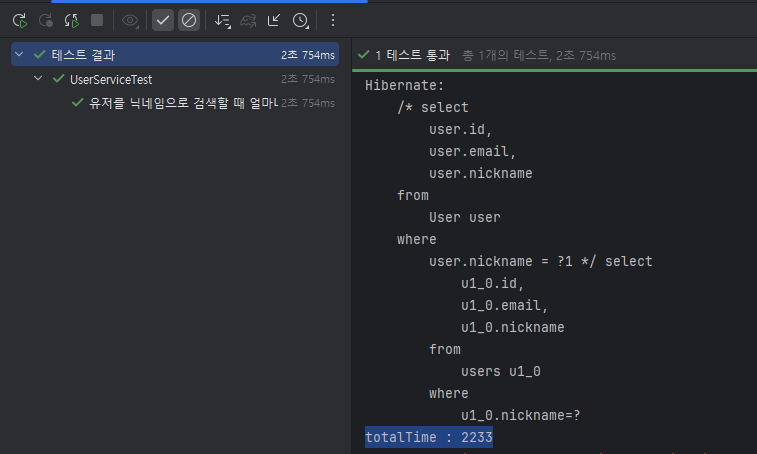 테스트 결과 2초 754ms
UserServiceTest 2초 754ms
유저를 닉네임으로 검색할 때 얼마나 2초 754ms
1 테스트 통과 총 1개의 테스트, 2초 754ms
Hibernate:
/* select
user.id,
user.email,
user.nickname
from
User user
where
user.nickname = ?1 */ select
u1_0.id,
u1_0.email,
u1_0.nickname
from
users u1_0
where
u1_0.nickname=?
totalTime : 2233